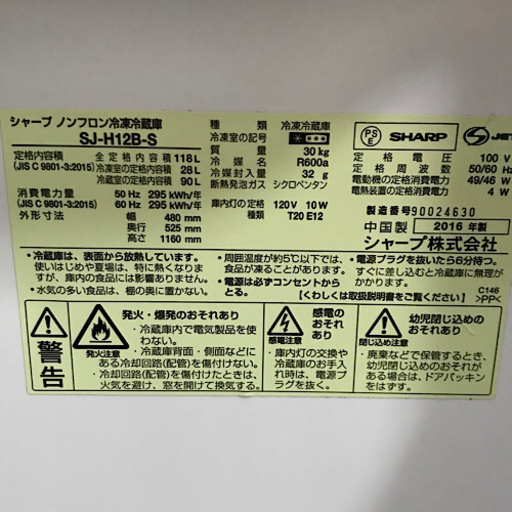 シャープ ノンフロン冷凍冷蔵庫
SJ-H12B-S
定格内容積 全定格内容積 118L
(JIS C 9801-3:2015) 冷凍室の定格内容積 28L
冷蔵室の定格内容積 90L
消費電力量 50 Hz 295 kWh/年
(JIS C 9801-3:2015) 60 Hz 295 kWh/年
外形寸法 幅 480 mm
奥行 525 mm
高さ 1160 mm
種類 冷凍冷蔵庫
冷凍室の記号
質量 30kg
冷媒名 R600a
冷媒封入量 32 g
断熱発泡ガス シクロペンタン
庫内灯の定格 120V 10W
T20 E12
PS
E
SHARP
JET
定格電圧 100 V
定格周波数 50/60 Hz
電動機の定格消費電力 49/46 W
電熱装置の定格消費電力 4 W
製造番号 90024630
中国製 2016 年製
シャープ株式会社
• 冷蔵庫は、表面から放熱しています。
使いはじめや夏場は、特に熱くなりま
すが、庫内に影響はありません。
• 水気の多い食品は、棚の奥に置かない。
• 周囲温度が約5℃以下では、
食品が凍ることがあります。
• 電源は必ずコンセントから
とる。
• 電源プラグを抜いたら6分待つ。
すぐに差し込むと冷蔵庫に無理が
かかります。
【くわしくは取扱説明書をご覧ください】
C146
>PP<
警告
発火注意
発火・爆発のおそれあり
• 冷蔵庫内で電気製品を使
わない。
• 冷蔵庫背面・側面などに
ある冷却回路(配管)を傷付けない。
• 冷却回路(配管)を傷付けたときは、
火気を避け、窓を開けて換気する。
感電注意
感電の
おそれ
あり
• 庫内灯の交換や
冷蔵庫のお手入
れ時は、電源プ
ラグを抜く。
幼児閉じ込めの
おそれあり
• 廃棄などで保管するとき、
幼児閉じ込めのおそれが
ある場合は、ドアパッキン
をはずす。